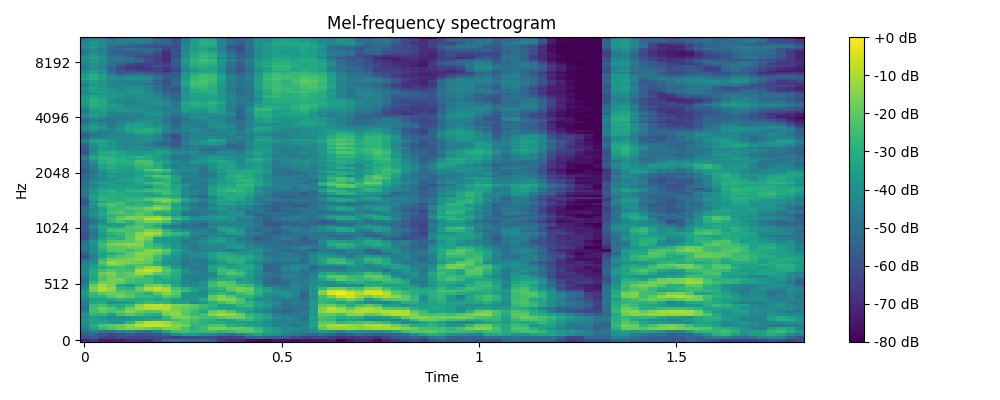 Mel-frequency spectrogram
Hz
8192
4096
2048
1024
512
0
0 0.5 1 1.5
Time
+0 dB
-10 dB
-20 dB
-30 dB
-40 dB
-50 dB
-60 dB
-70 dB
-80 dB